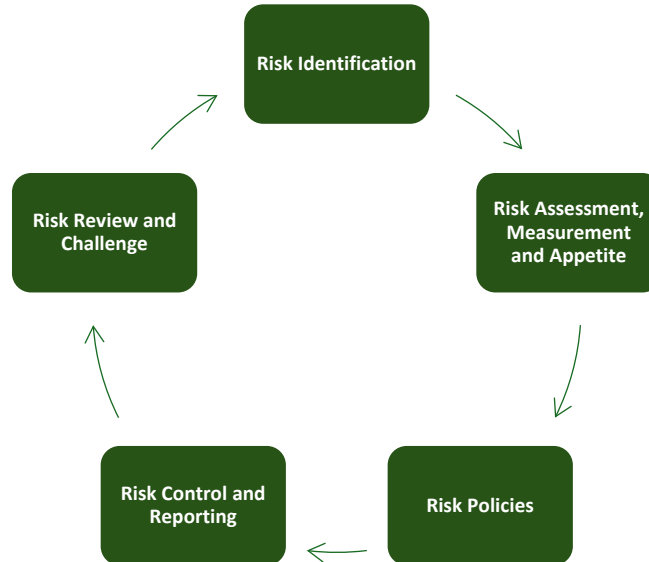 Risk Identification
Risk Assessment,
Measurement
and Appetite
Risk Policies
Risk Control and
Reporting
Risk Review and
Challenge